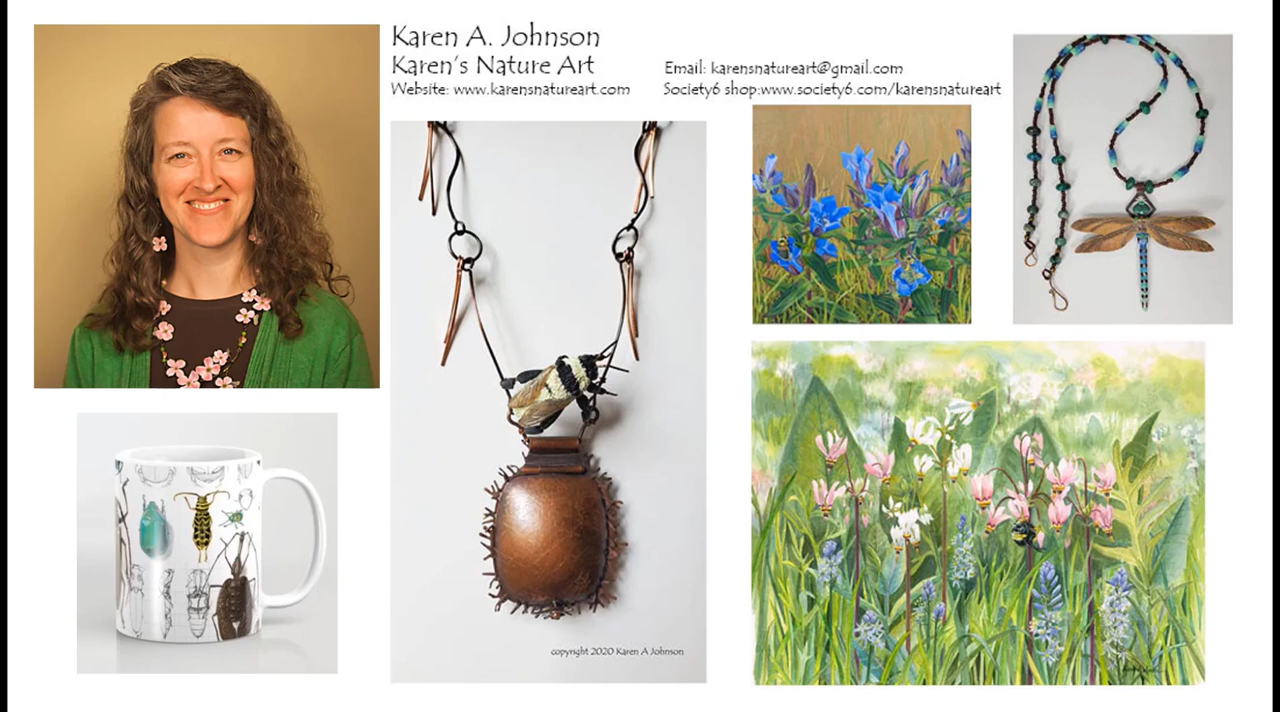 Karen A. Johnson
Karen's Nature Art
Website: www.karensnatureart.com
Email: karensnatureart@gmail.com
Society6 shop:www.society6.com/karensnatureart
copyright 2020 Karen A Johnson